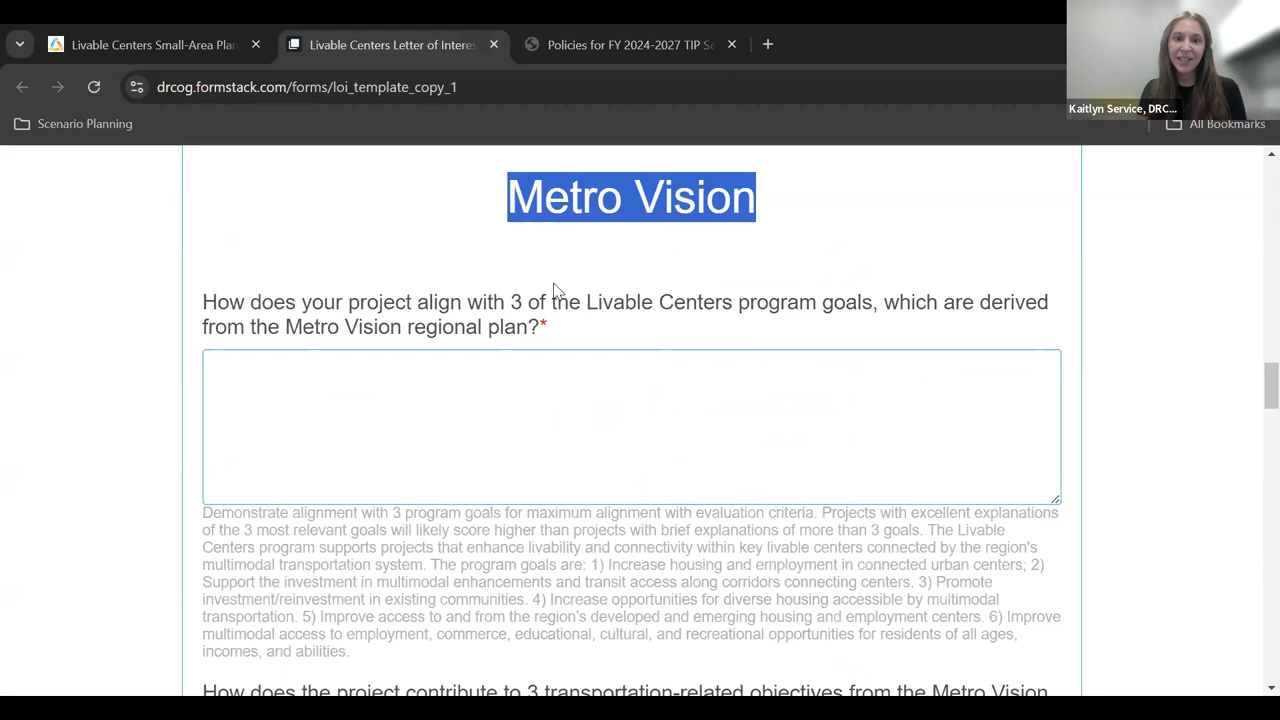 Livable Centers Small-Area Plan
Livable Centers Letter of Interes
Policies for FY 2024-2027 TIP Se
drcog.formstack.com/forms/loi_template_copy_1
Kaitlyn Service, DRC...
Scenario Planning
All Bookmarks
Metro Vision
How does your project align with 3 of the Livable Centers program goals, which are derived
from the Metro Vision regional plan?*
Demonstrate alignment with 3 program goals for maximum alignment with evaluation criteria. Projects with excellent explanations
of the 3 most relevant goals will likely score higher than projects with brief explanations of more than 3 goals. The Livable
Centers program supports projects that enhance livability and connectivity within key livable centers connected by the region's
multimodal transportation system. The program goals are: 1) Increase housing and employment in connected urban centers; 2)
Support the investment in multimodal enhancements and transit access along corridors connecting centers. 3) Promote
investment/reinvestment in existing communities. 4) Increase opportunities for diverse housing accessible by multimodal
transportation. 5) Improve access to and from the region's developed and emerging housing and employment centers. 6) Improve
multimodal access to employment, commerce, educational, cultural, and recreational opportunities for residents of all ages,
incomes, and abilities.
How does the project contribute to 3 transportation-related objectives from the Metro Vision